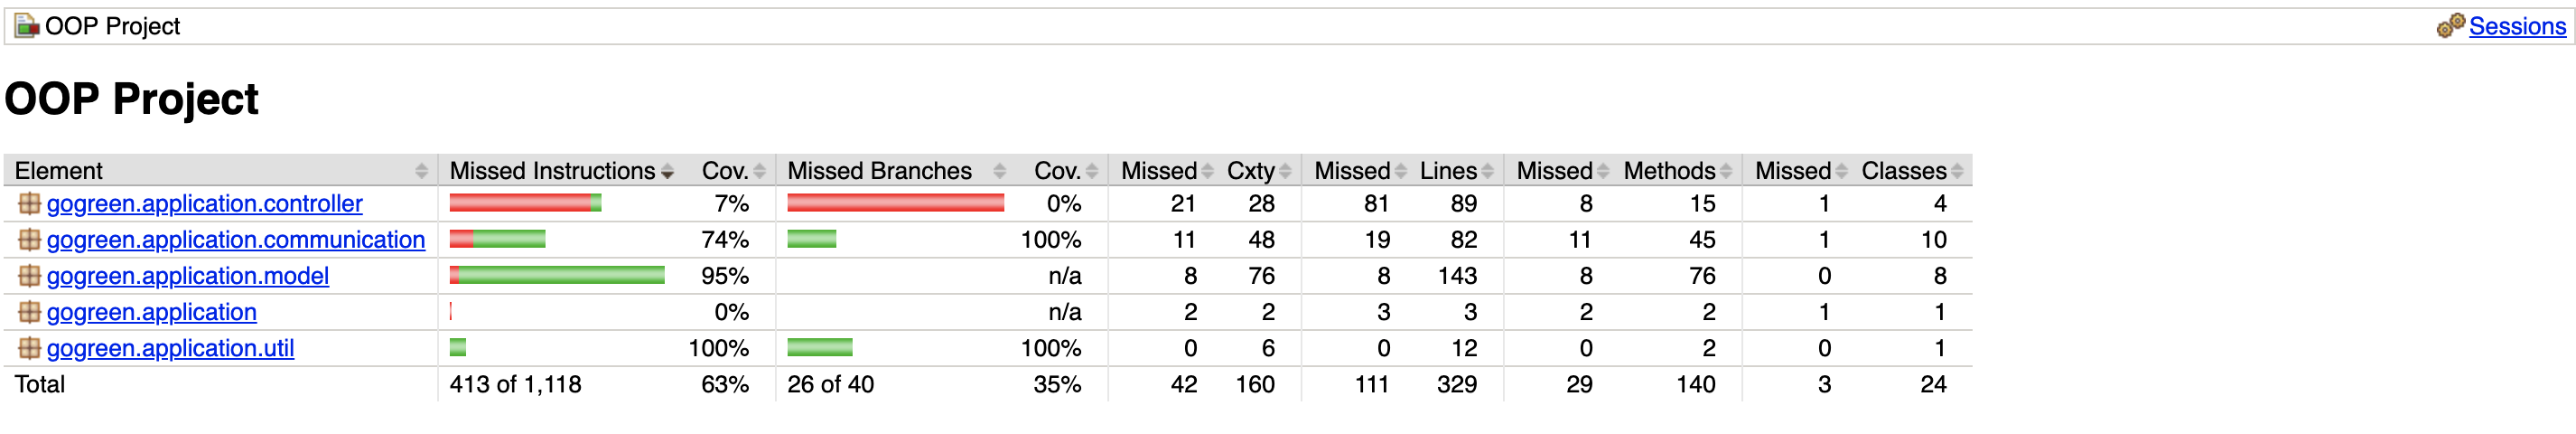 OOP Project Sessions
OOP Project
Element Missed Instructions Cov. Missed Branches Cov. Missed Cxty Missed Lines Missed Methods Missed Classes
gogreen.application.controller 7% 0% 21 28 81 89 8 15 1 4
gogreen.application.communication 74% 100% 11 48 19 82 11 45 1 10
gogreen.application.model 95% n/a 8 76 8 143 8 76 0 8
gogreen.application 0% n/a 2 2 3 3 2 2 1 1
gogreen.application.util 100% 100% 0 6 0 12 0 2 0 1
Total 413 of 1,118 63% 26 of 40 35% 42 160 111 329 29 140 3 24